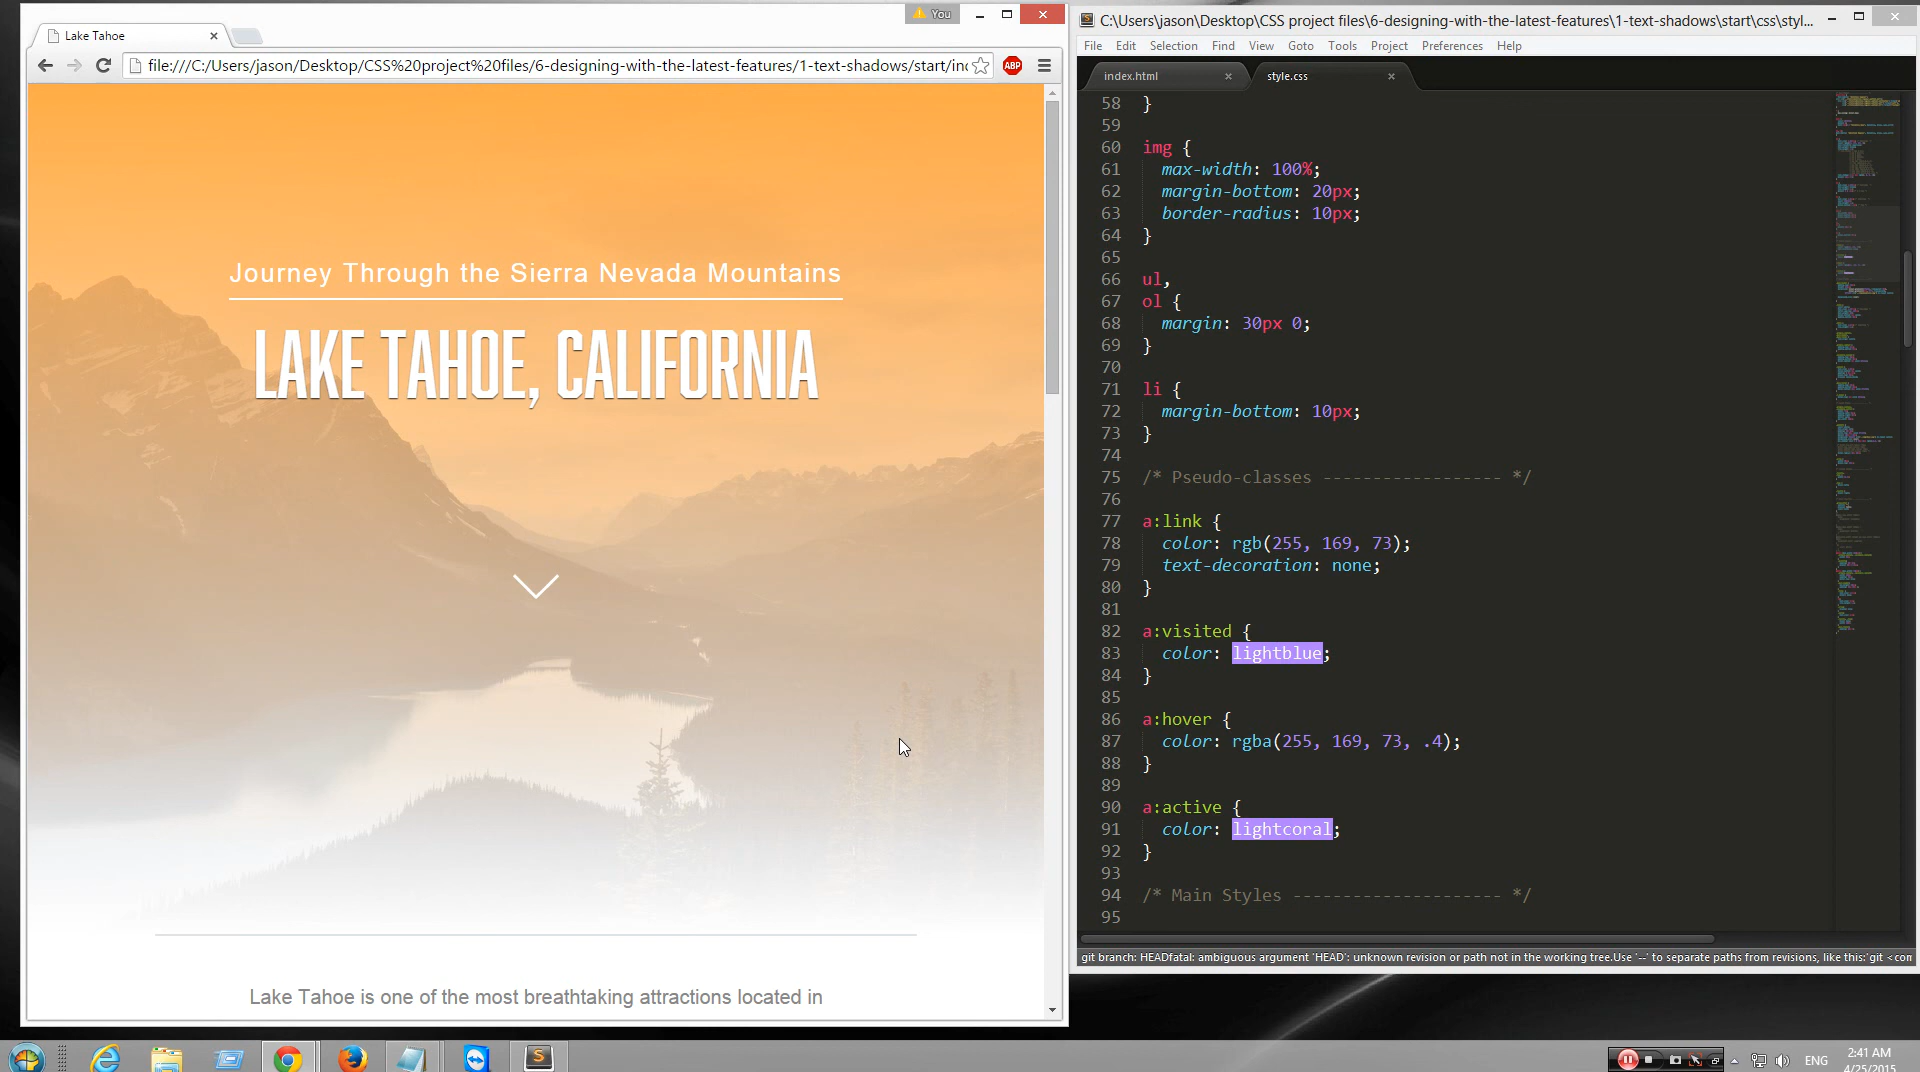 You
Lake Tahoe
file:///C:/Users/jason/Desktop/CSS%20project%20files/6-designing-with-the-latest-features/1-text-shadows/start/inc
ABP
Journey Through the Sierra Nevada Mountains
LAKE TAHOE, CALIFORNIA
Lake Tahoe is one of the most breathtaking attractions located in
C:\Users\jason\Desktop\CSS project files\6-designing-with-the-latest-features\1-text-shadows\start\css\styl...
File Edit Selection Find View Goto Tools Project Preferences Help
index.html style.css
58 }
59
60 img {
61 max-width: 100%;
62 margin-bottom: 20px;
63 border-radius: 10px;
64 }
65
66 ul,
67 ol {
68 margin: 30px 0;
69 }
70
71 li {
72 margin-bottom: 10px;
73 }
74
75 /* Pseudo-classes ------------------ */
76
77 a:link {
78 color: rgb(255, 169, 73);
79 text-decoration: none;
80 }
81
82 a:visited {
83 color: lightblue;
84 }
85
86 a:hover {
87 color: rgba(255, 169, 73, .4);
88 }
89
90 a:active {
91 color: lightcoral;
92 }
93
94 /* Main Styles --------------------- */
95
git branch: HEADfatal: ambiguous argument 'HEAD': unknown revision or path not in the working tree.Use '--' to separate paths from revisions, like this:'git <con
ENG
2:41 AM
4/25/2015